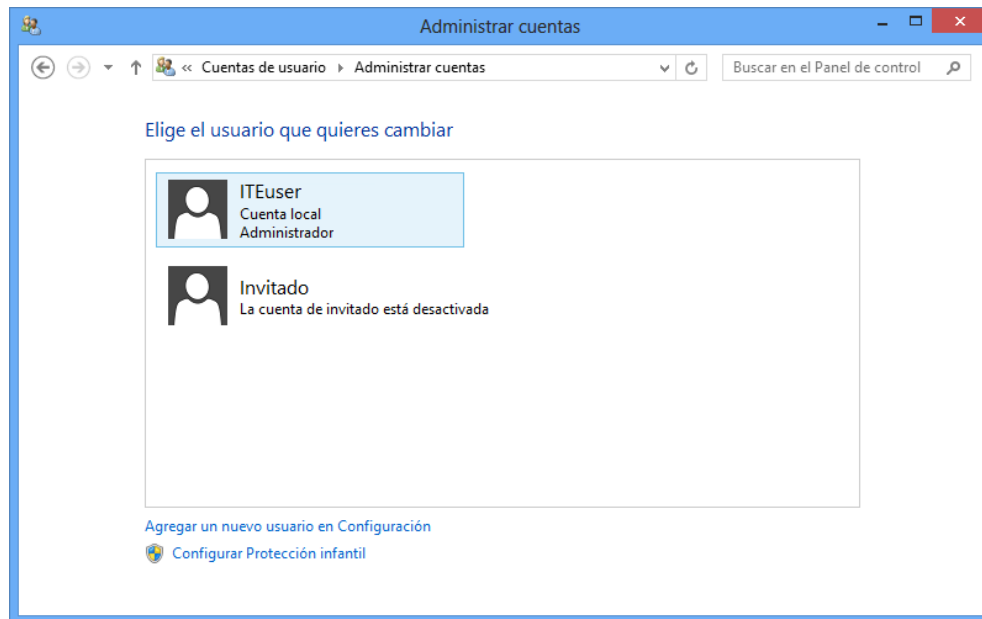 Administrar cuentas
« Cuentas de usuario Administrar cuentas Buscar en el Panel de control
Elige el usuario que quieres cambiar
ITEuser
Cuenta local
Administrador
Invitado
La cuenta de invitado está desactivada
Agregar un nuevo usuario en Configuración
Configurar Protección infantil